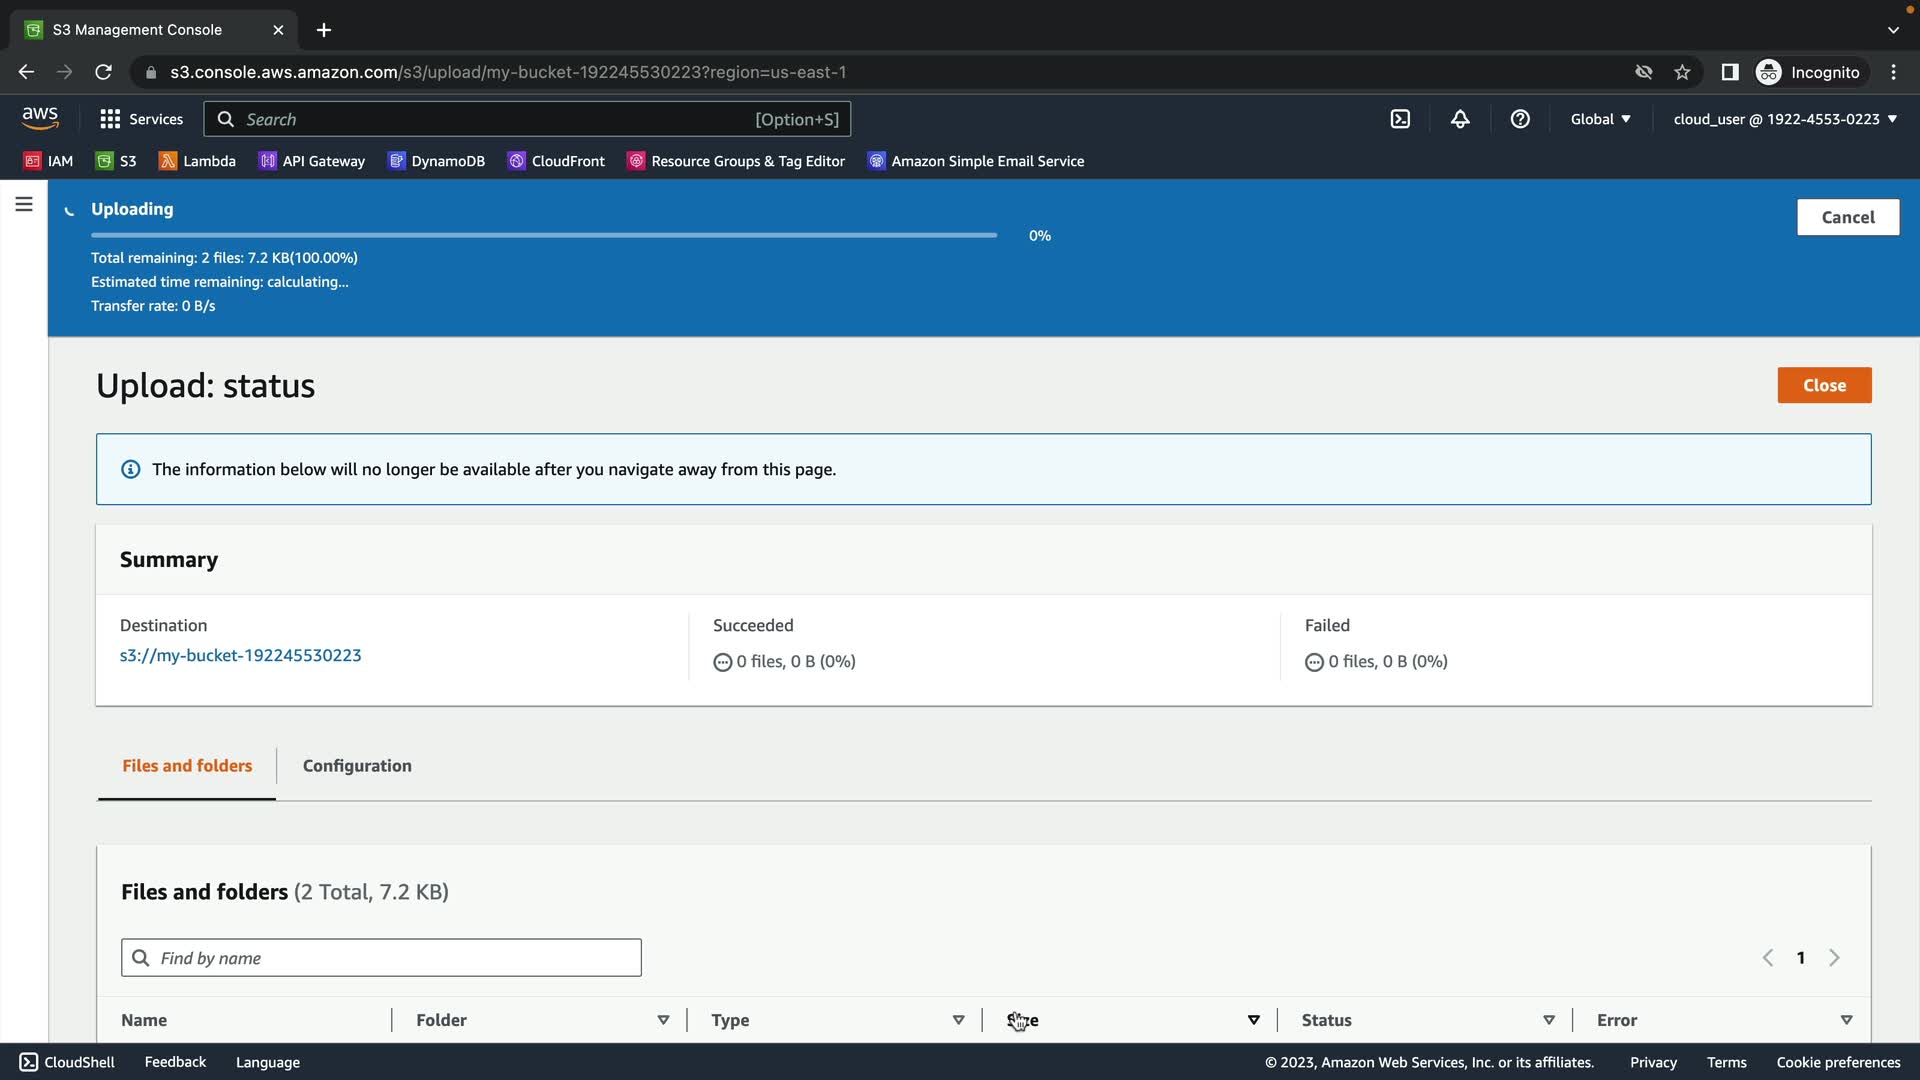 S3 Management Console
s3.console.aws.amazon.com/s3/upload/my-bucket-192245530223?region=us-east-1
Incognito
aws
Services
Search
[Option+S]
Global
cloud_user @ 1922-4553-0223
IAM
S3
Lambda
API Gateway
DynamoDB
CloudFront
Resource Groups & Tag Editor
Amazon Simple Email Service
Uploading
Cancel
0%
Total remaining: 2 files: 7.2 KB(100.00%)
Estimated time remaining: calculating...
Transfer rate: 0 B/s
Upload: status
Close
The information below will no longer be available after you navigate away from this page.
Summary
Destination
s3://my-bucket-192245530223
Succeeded
0 files, 0 B (0%)
Failed
0 files, 0 B (0%)
Files and folders
Configuration
Files and folders (2 Total, 7.2 KB)
Find by name
1
Name
Folder
Type
Size
Status
Error
CloudShell
Feedback
Language
© 2023, Amazon Web Services, Inc. or its affiliates.
Privacy
Terms
Cookie preferences